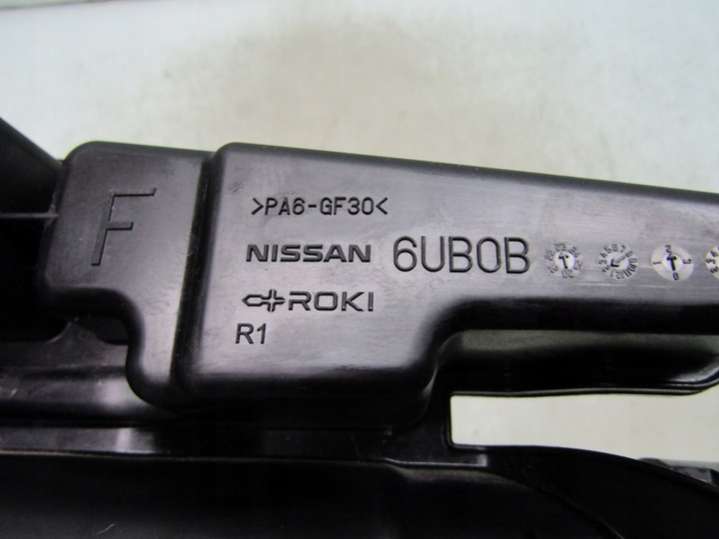 F
>PA6-GF30<
NISSAN 6UB0B
ROKI
R1